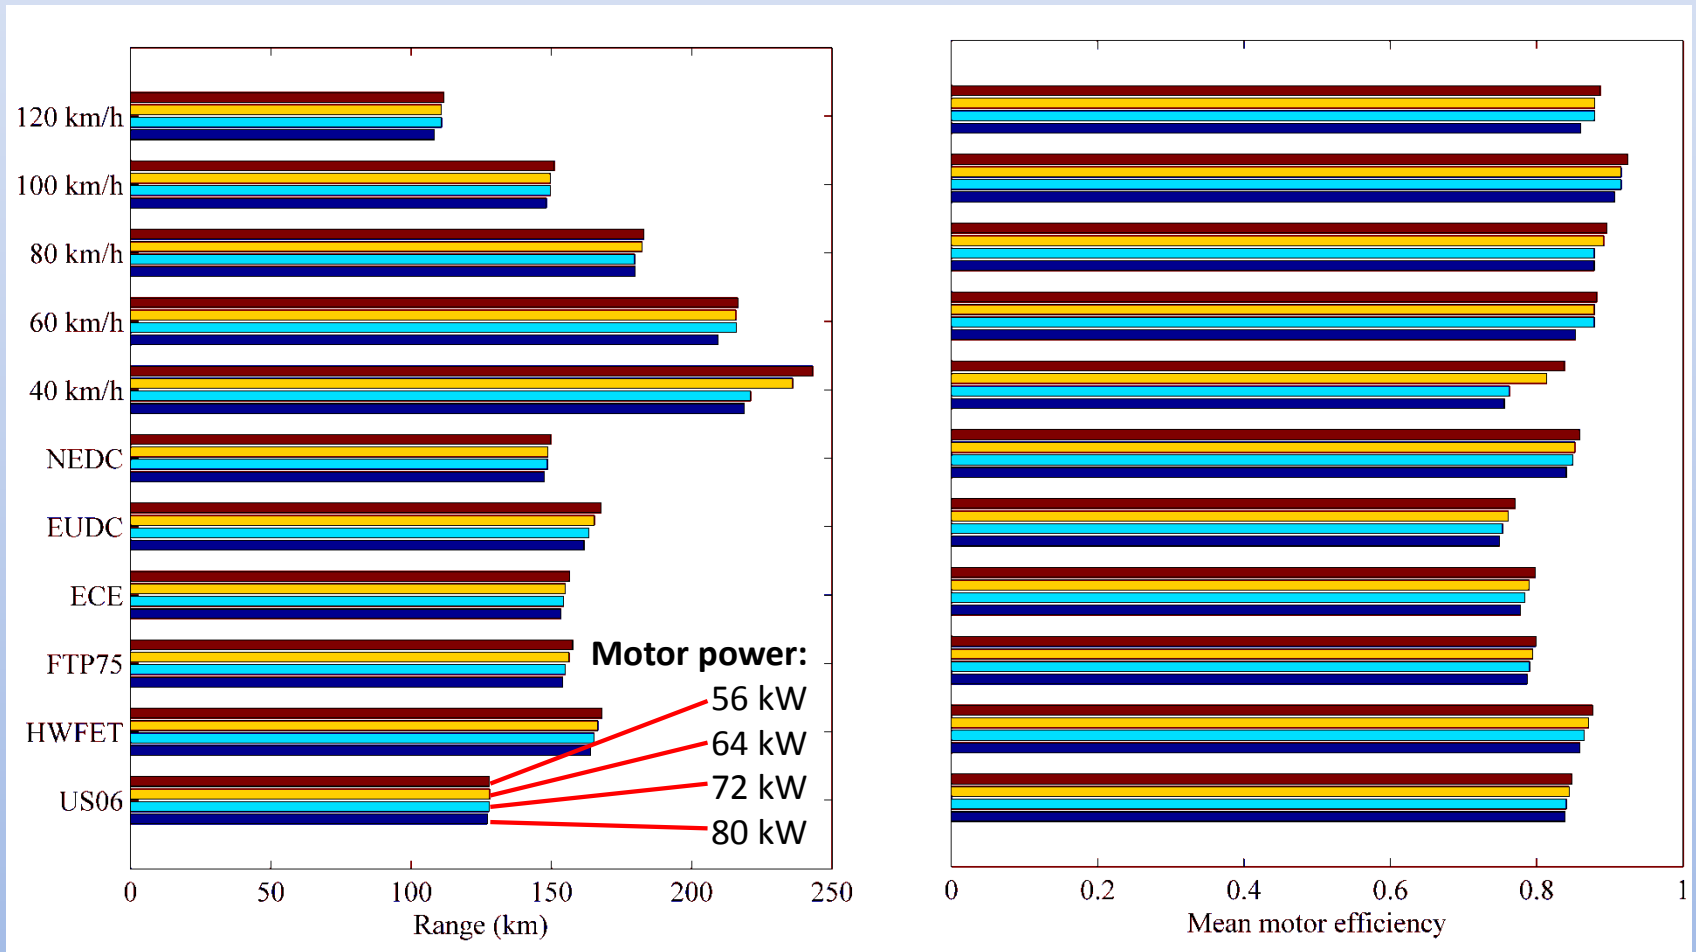 120 km/h
100 km/h
80 km/h
60 km/h
40 km/h
NEDC
EUDC
ECE
FTP75
HWFET
US06
Motor power:
56 kW
64 kW
72 kW
80 kW
0 50 100 150 200 250
Range (km)
0 0.2 0.4 0.6 0.8 1
Mean motor efficiency